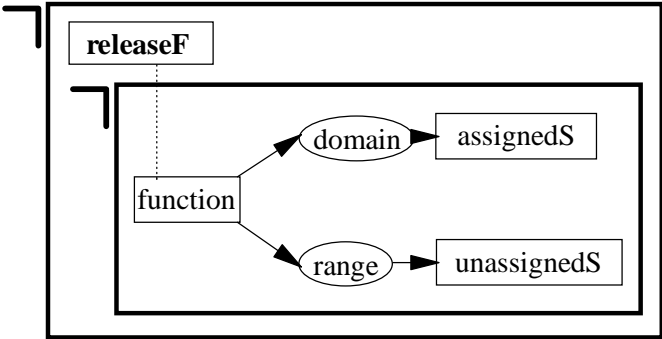 releaseF
domain
assignedS
function
range
unassignedS